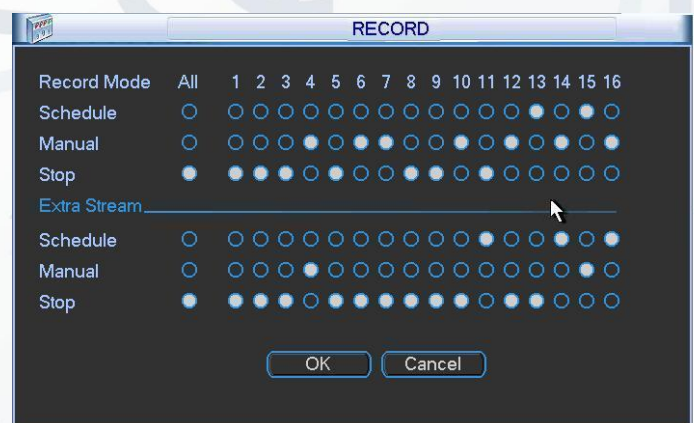 RECORD
Record Mode All 1 2 3 4 5 6 7 8 9 10 11 12 13 14 15 16
Schedule
Manual
Stop
Extra Stream
Schedule
Manual
Stop
OK Cancel